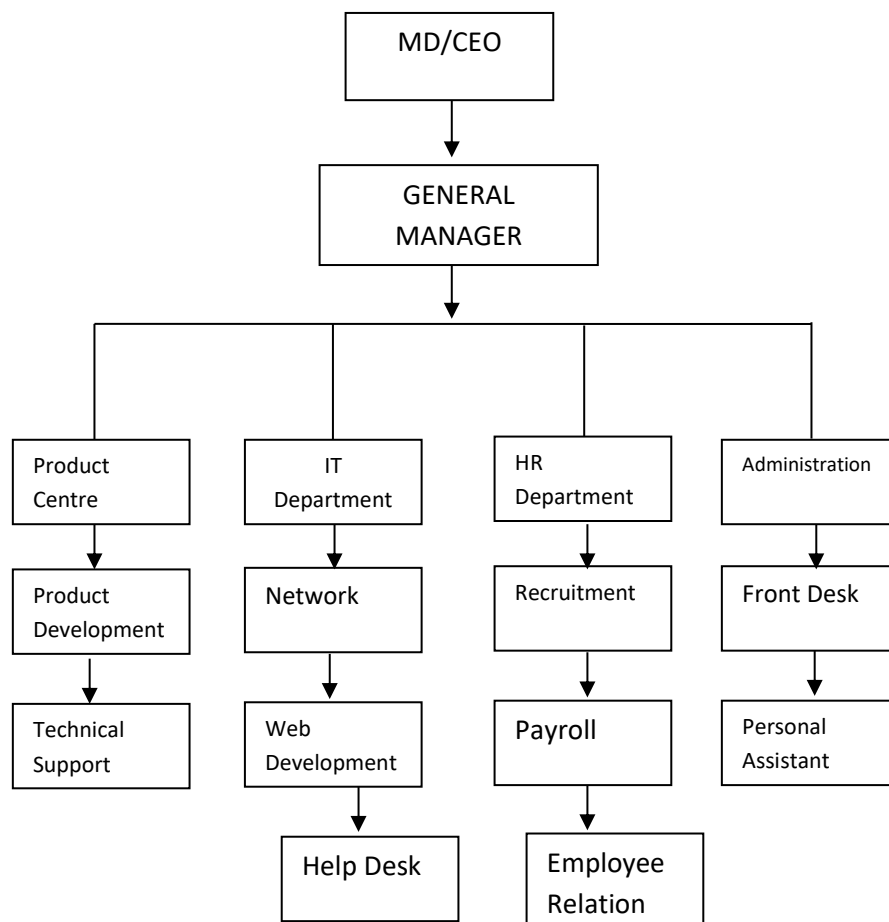 MD/CEO
GENERAL
MANAGER
Product
Centre
IT
Department
HR
Department
Administration
Product
Development
Network
Recruitment
Front Desk
Technical
Support
Web
Development
Payroll
Personal
Assistant
Help Desk
Employee
Relation